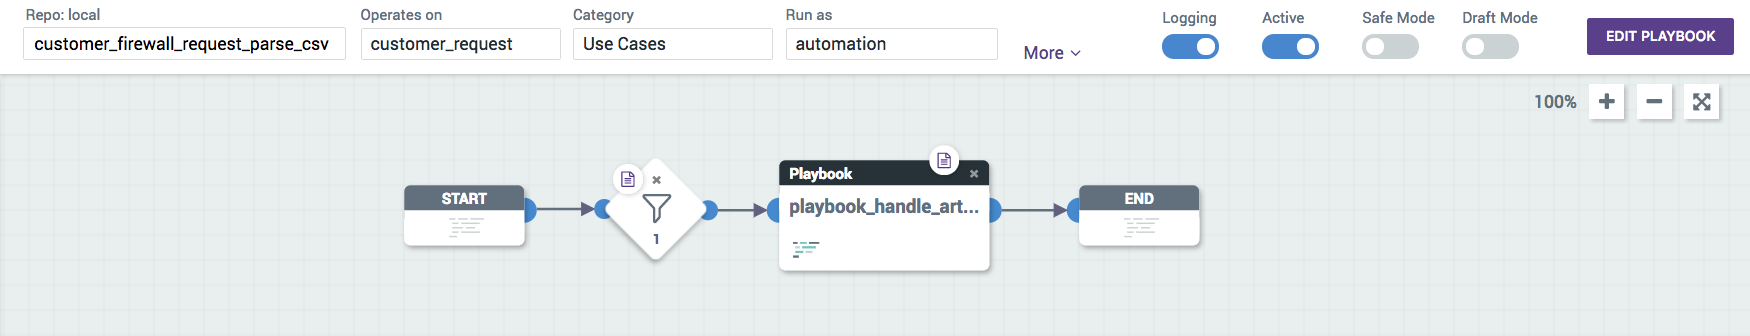 Repo: local
Operates on
Category
Run as
Logging
Active
Safe Mode
Draft Mode
customer_firewall_request_parse_csv
customer_request
Use Cases
automation
More
EDIT PLAYBOOK
100%
START
1
Playbook
playbook_handle_art...
END